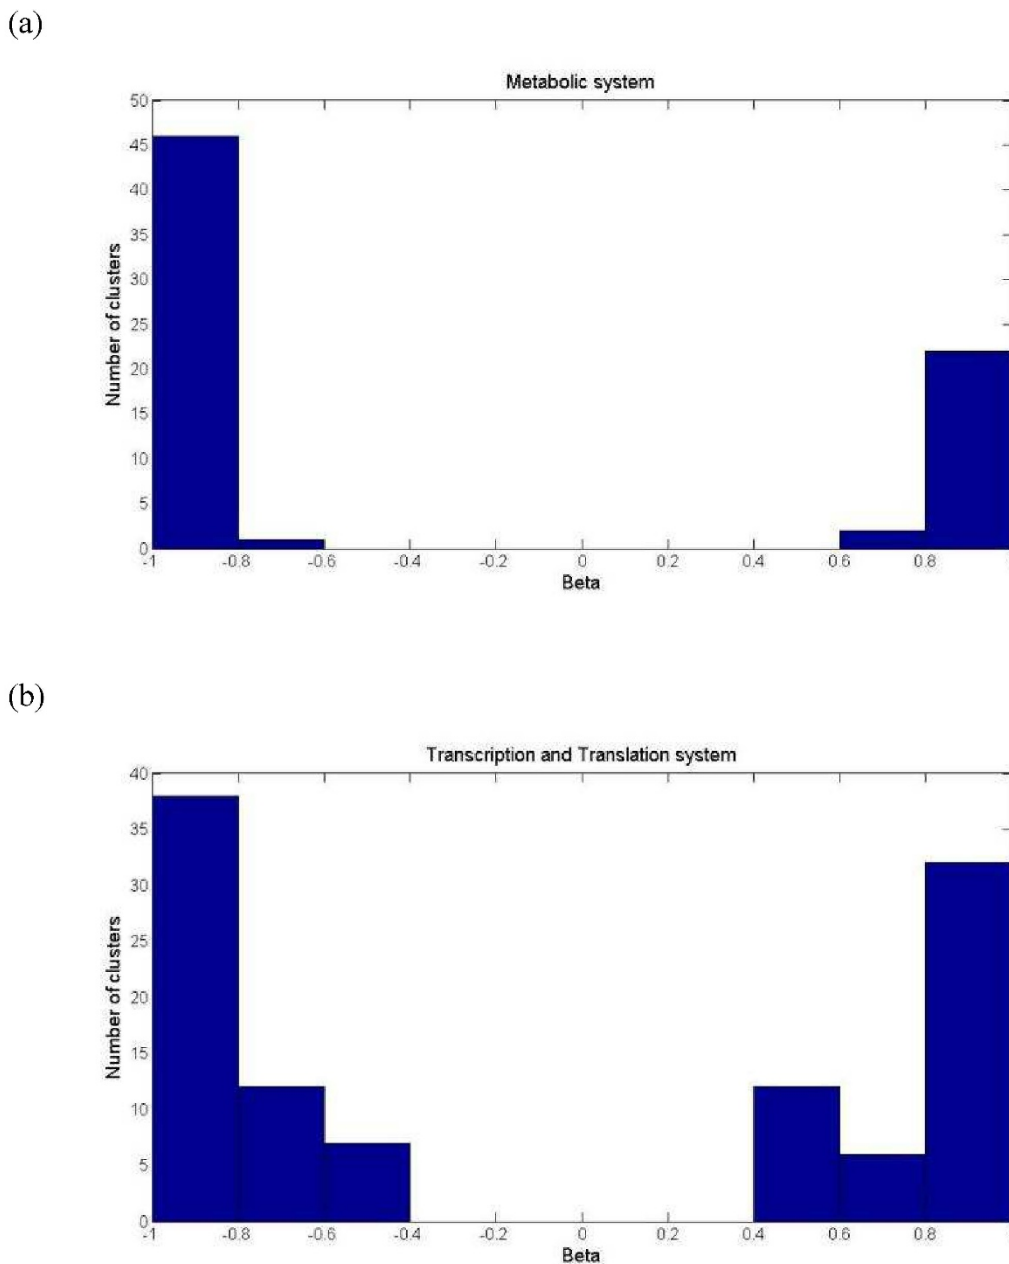 (a)
Metabolic system
50
45
40
35
30
25
20
15
10
5
0
Number of clusters
-1 -0.8 -0.6 -0.4 -0.2 0 0.2 0.4 0.6 0.8
Beta
(b)
Transcription and Translation system
40
35
30
25
20
15
10
5
0
Number of clusters
-1 -0.8 -0.6 -0.4 -0.2 0 0.2 0.4 0.6 0.8
Beta